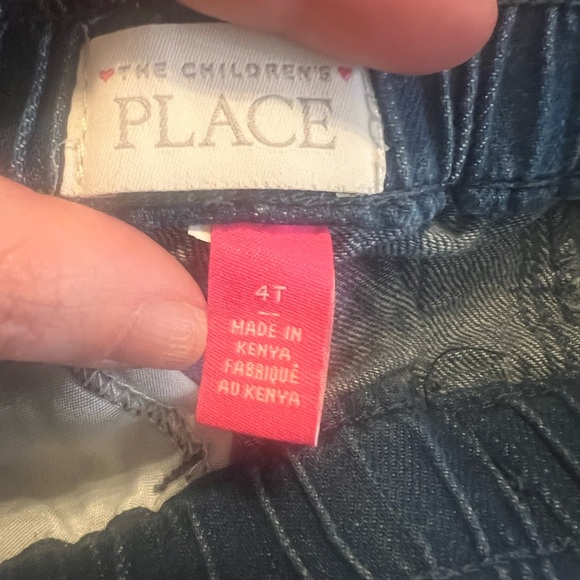 THE CHILDREN'S
PLACE
4T
MADE IN
KENYA
FABRIQUÉ
AU KENYA